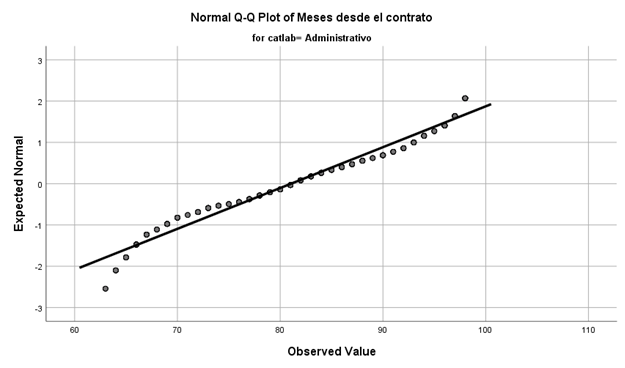 Normal Q-Q Plot of Meses desde el contrato
for catlab= Administrativo
3
2
1
0
-1
-2
-3
Expected Normal
60 70 80 90 100 110
Observed Value